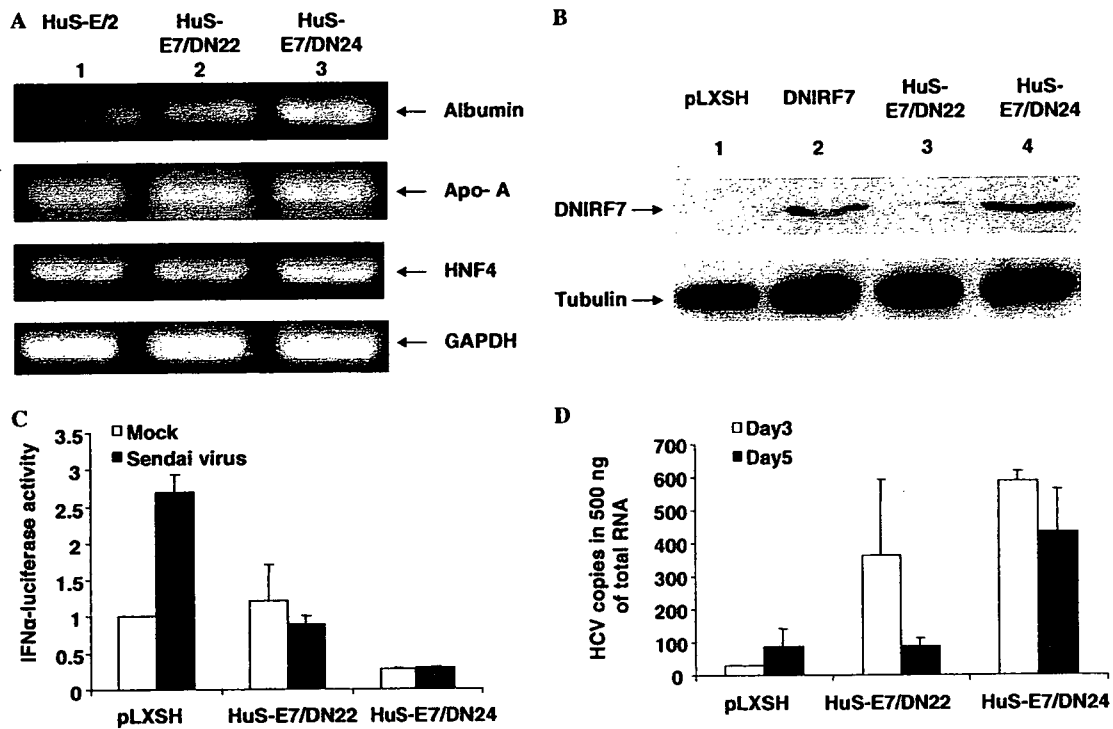 A
HuS-E/2
HuS-
E7/DN22
HuS-
E7/DN24
1
2
3
Albumin
Apo- A
HNF4
GAPDH
B
pLXSH
DNIRF7
HuS-
E7/DN22
HuS-
E7/DN24
1
2
3
4
DNIRF7
Tubulin
C
Mock
Sendai virus
IFNα-luciferase activity
3.5
3
2.5
2
1.5
1
0.5
0
pLXSH
HuS-E7/DN22
HuS-E7/DN24
D
Day3
Day5
HCV copies in 500 ng
of total RNA
700
600
500
400
300
200
100
0
pLXSH
HuS-E7/DN22
HuS-E7/DN24